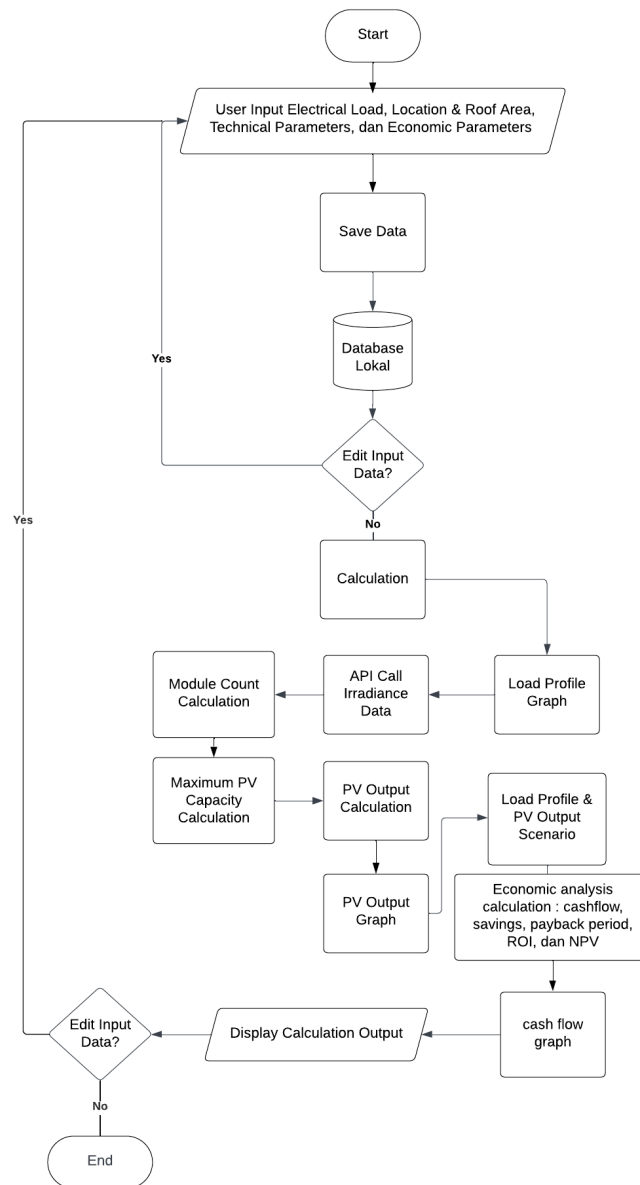 Start
User Input Electrical Load, Location & Roof Area,
Technical Parameters, dan Economic Parameters
Save Data
Database
Lokal
Yes
Edit Input
Data?
No
Yes
Calculation
Load Profile
Graph
API Call
Irradiance
Data
Module Count
Calculation
Maximum PV
Capacity
Calculation
PV Output
Calculation
PV Output
Graph
Load Profile &
PV Output
Scenario
Economic analysis
calculation : cashflow,
savings, payback period,
ROI, dan NPV
cash flow
graph
Display Calculation Output
Edit Input
Data?
No
End